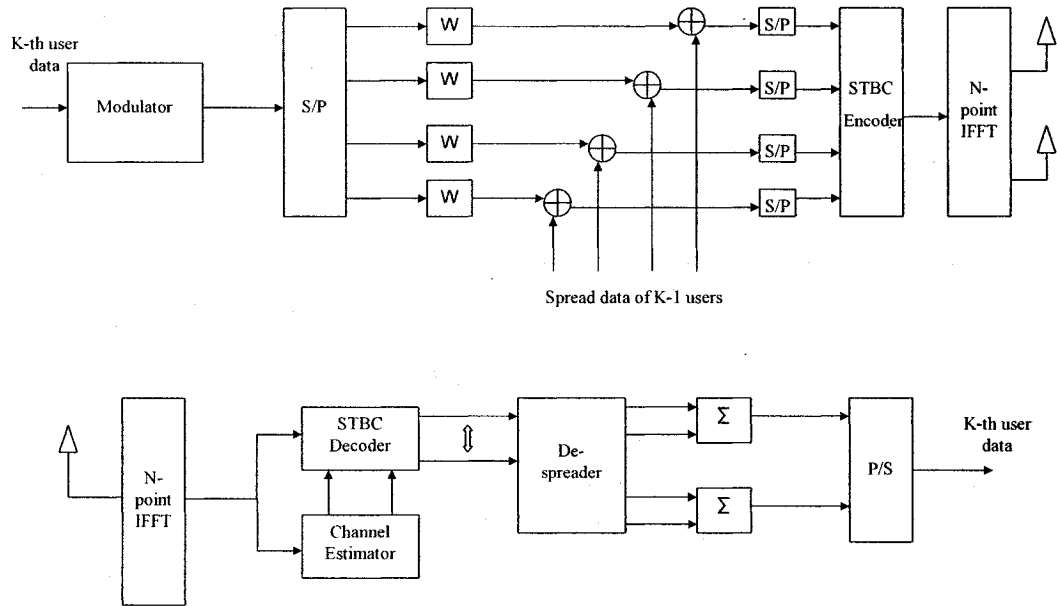 K-th user
data
Modulator
S/P
W
W
W
W
S/P
S/P
S/P
S/P
STBC
Encoder
N-
point
IFFT
Spread data of K-1 users
N-
point
IFFT
STBC
Decoder
Channel
Estimator
De-
spreader
Σ
Σ
P/S
K-th user
data